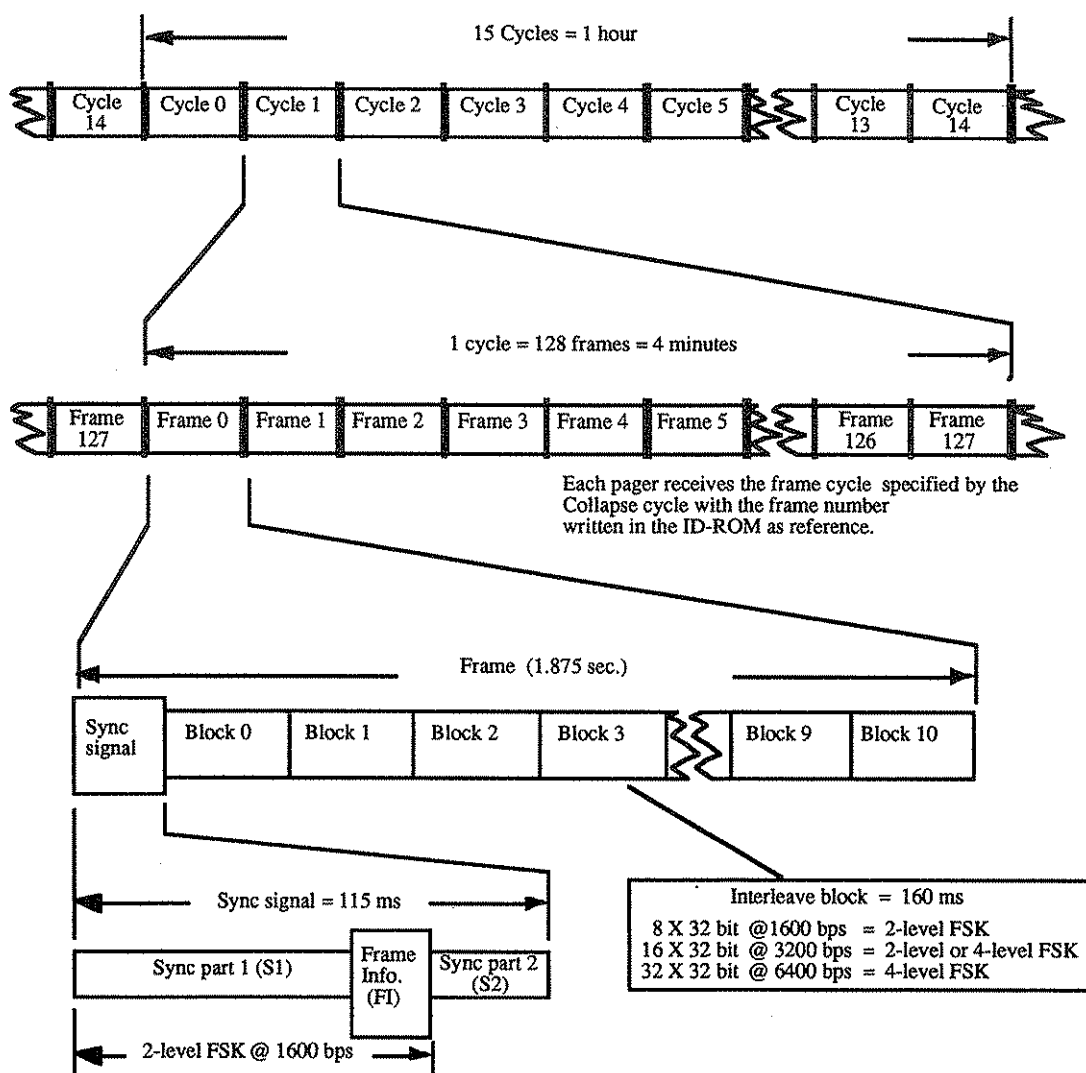 15 Cycles = 1 hour
Cycle 14
Cycle 0
Cycle 1
Cycle 2
Cycle 3
Cycle 4
Cycle 5
Cycle 13
Cycle 14
1 cycle = 128 frames = 4 minutes
Frame 127
Frame 0
Frame 1
Frame 2
Frame 3
Frame 4
Frame 5
Frame 126
Frame 127
Each pager receives the frame cycle specified by the
Collapse cycle with the frame number
written in the ID-ROM as reference.
Frame (1.875 sec.)
Sync signal
Block 0
Block 1
Block 2
Block 3
Block 9
Block 10
Sync signal = 115 ms
Sync part 1 (S1)
Frame Info. (FI)
Sync part 2 (S2)
2-level FSK @ 1600 bps
Interleave block = 160 ms
8 X 32 bit @1600 bps = 2-level FSK
16 X 32 bit @ 3200 bps = 2-level or 4-level FSK
32 X 32 bit @ 6400 bps = 4-level FSK